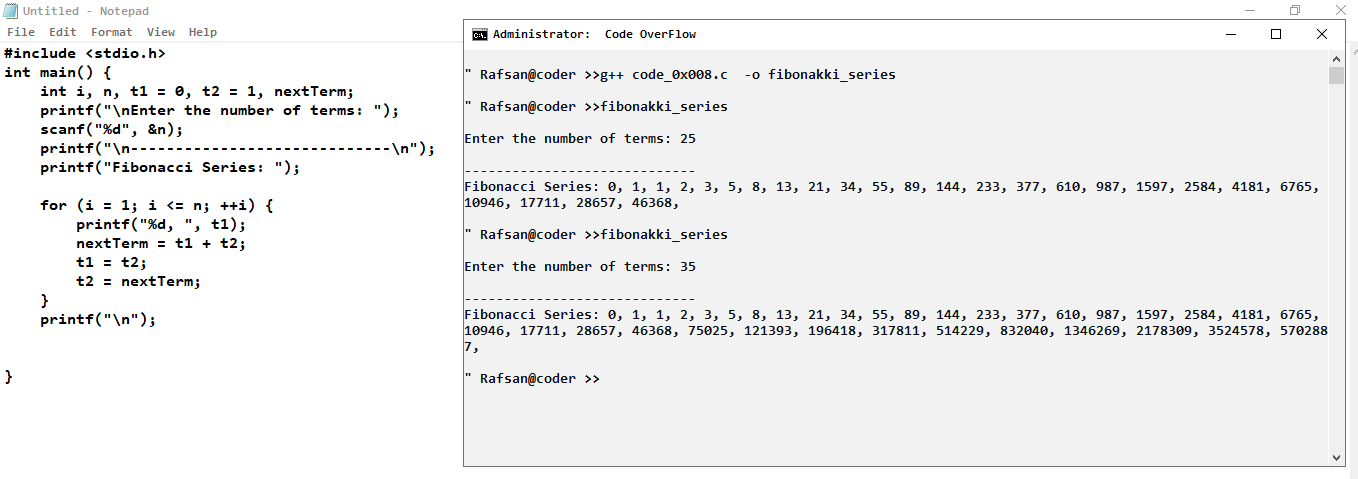 Untitled - Notepad
File Edit Format View Help
#include <stdio.h>
int main() {
    int i, n, t1 = 0, t2 = 1, nextTerm;
    printf("\nEnter the number of terms: ");
    scanf("%d", &n);
    printf("\n-----------------------------\n");
    printf("Fibonacci Series: ");
    for (i = 1; i <= n; ++i) {
        printf("%d, ", t1);
        nextTerm = t1 + t2;
        t1 = t2;
        t2 = nextTerm;
    }
    printf("\n");
}
C:\. Administrator:  Code OverFlow
" Rafsan@coder >>g++ code_0x008.c  -o fibonakki_series
" Rafsan@coder >>fibonakki_series
Enter the number of terms: 25
-----------------------------
Fibonacci Series: 0, 1, 1, 2, 3, 5, 8, 13, 21, 34, 55, 89, 144, 233, 377, 610, 987, 1597, 2584, 4181, 6765,
10946, 17711, 28657, 46368,
" Rafsan@coder >>fibonakki_series
Enter the number of terms: 35
-----------------------------
Fibonacci Series: 0, 1, 1, 2, 3, 5, 8, 13, 21, 34, 55, 89, 144, 233, 377, 610, 987, 1597, 2584, 4181, 6765,
10946, 17711, 28657, 46368, 75025, 121393, 196418, 317811, 514229, 832040, 1346269, 2178309, 3524578, 570288
7,
" Rafsan@coder >>